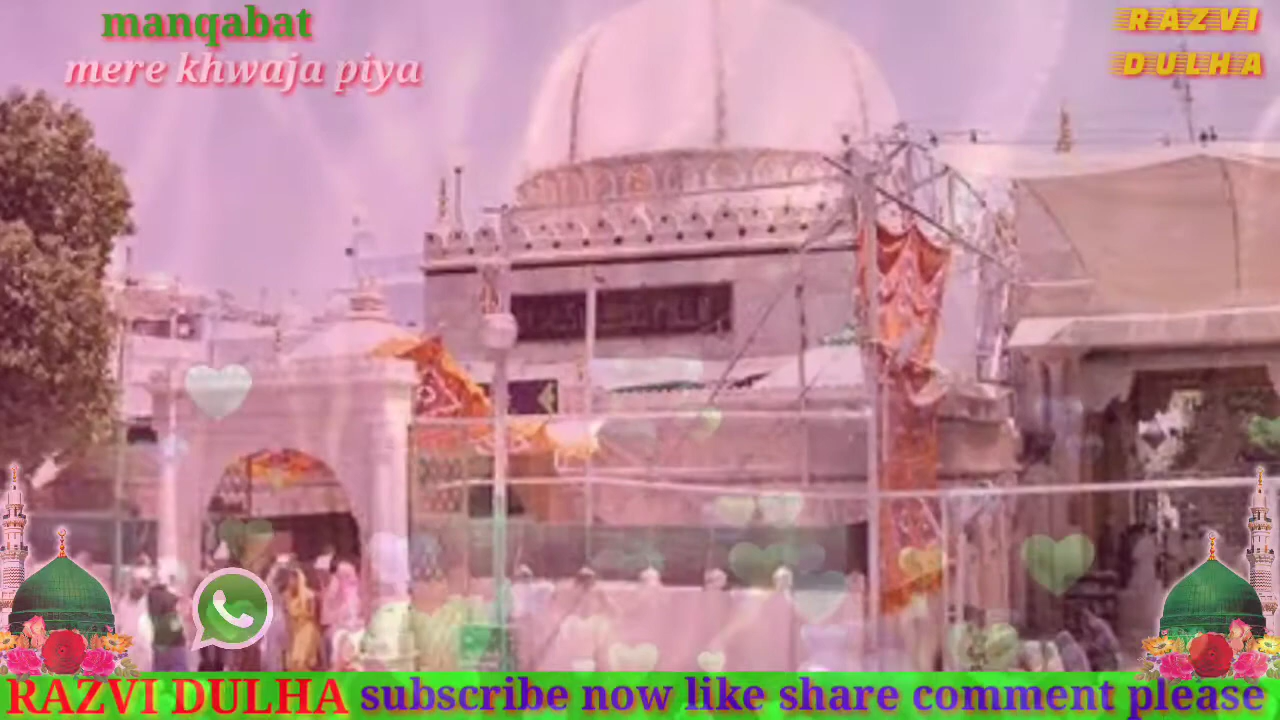 manqabat
mere khwaja piya
RAZVI
DULHA
RAZVI DULHA subscribe now like share comment please